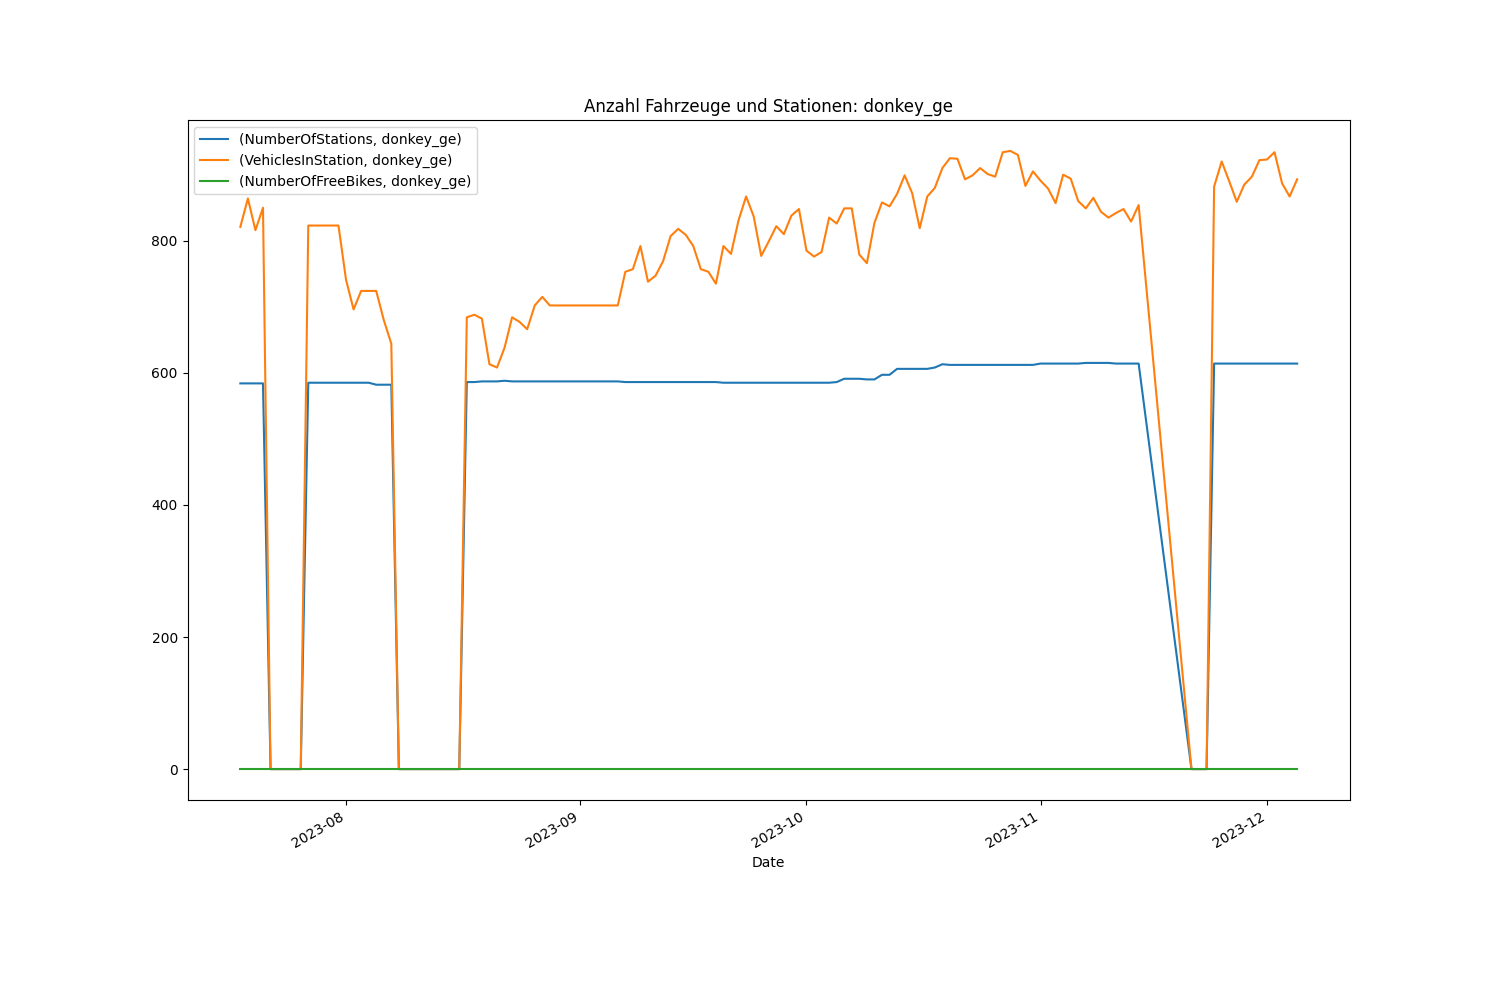 Anzahl Fahrzeuge und Stationen: donkey_ge
(NumberOfStations, donkey_ge)
(VehiclesInStation, donkey_ge)
(NumberOfFreeBikes, donkey_ge)
800
600
400
200
0
2023-08
2023-09
2023-10
2023-11
2023-12
Date